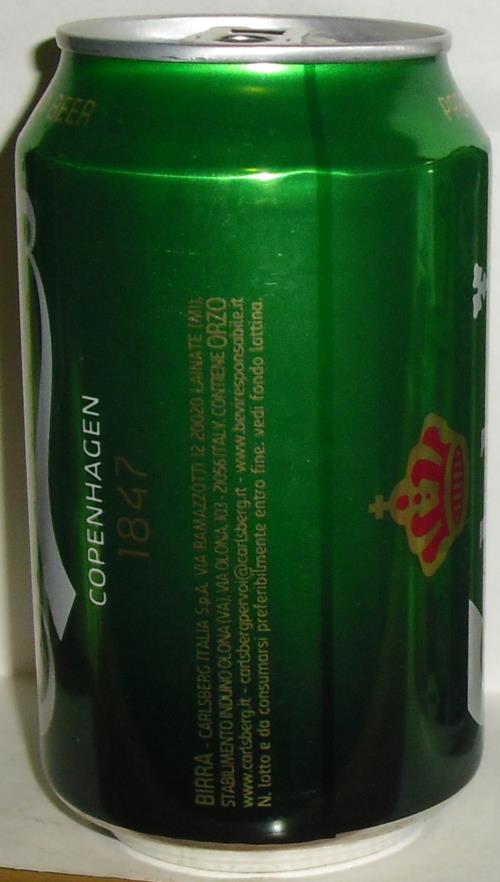 BEER
COPENHAGEN
1847
BIRRA - CARLSBERG ITALIA S.p.A. VIA RAMAZZOTTI 12 20020 LAINATE (MI),
STABILIMENTO INDUNO OLONA (VA), VIA OLONA, 103 - 21056 ITALY. CONTIENE ORZO
www.carlsberg.it - carlsbergpervoi@carlsberg.it - www.beviresponsabile.it
N. lotto e da consumarsi preferibilmente entro fine: vedi fondo lattina.